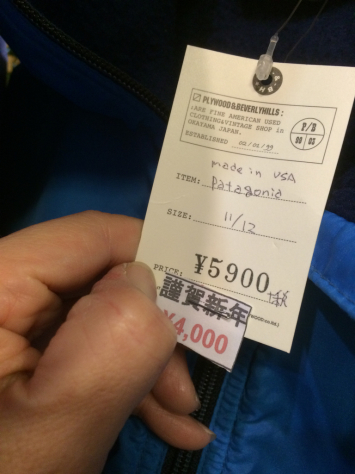 PLYWOOD&BEVERLYHILLS:
:ARE FINE AMERICAN USED
CLOTHING&VINTAGE SHOP in
OKAYAMA JAPAN.
ESTABLISHED 02/01/99
P/B
made in USA
ITEM: Patagonia
SIZE: 11/12
PRICE: ¥5900
謹賀新年
¥4,000